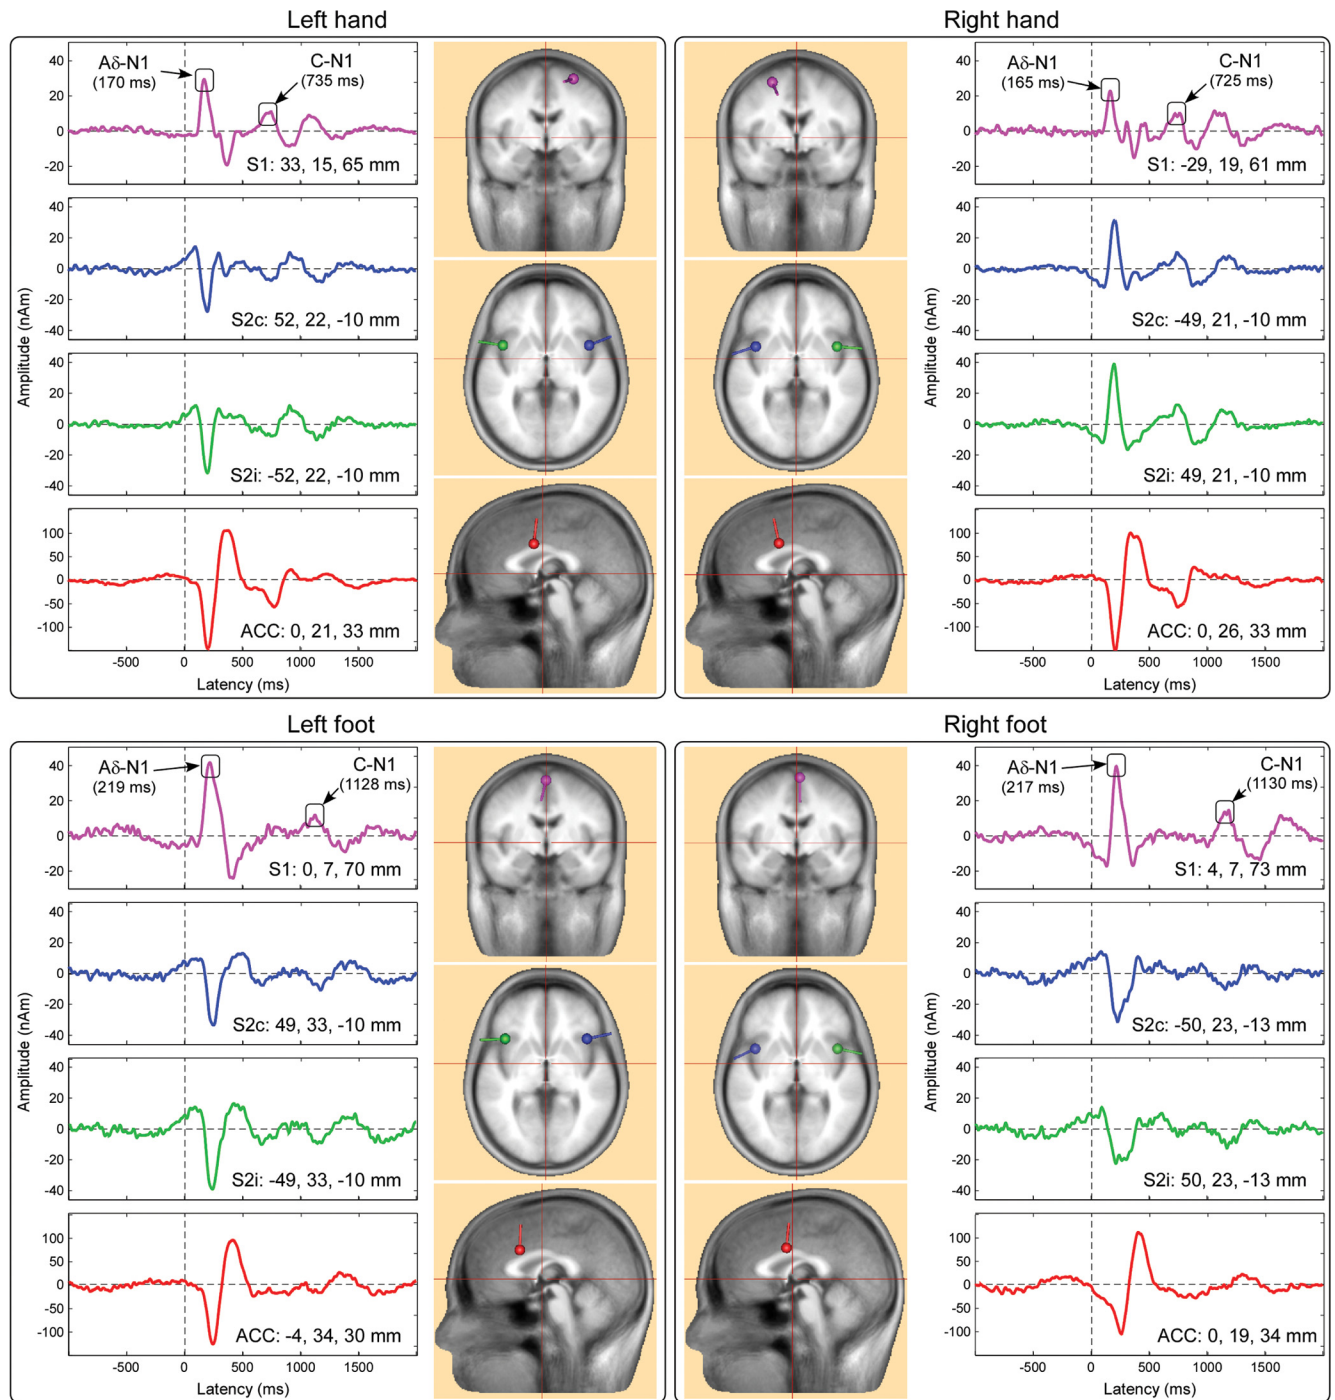 Left hand
Right hand
Aδ-N1
(170 ms)
C-N1
(735 ms)
40
20
0
-20
S1: 33, 15, 65 mm
40
20
0
-20
-40
S2c: 52, 22, -10 mm
Amplitude (nAm)
40
20
0
-20
-40
S2i: -52, 22, -10 mm
100
50
0
-50
-100
ACC: 0, 21, 33 mm
-500 0 500 1000 1500
Latency (ms)
Aδ-N1
(165 ms)
C-N1
(725 ms)
40
20
0
-20
S1: -29, 19, 61 mm
40
20
0
-20
-40
S2c: -49, 21, -10 mm
Amplitude (nAm)
40
20
0
-20
-40
S2i: 49, 21, -10 mm
100
50
0
-50
-100
ACC: 0, 26, 33 mm
-500 0 500 1000 1500
Latency (ms)
Left foot
Right foot
Aδ-N1
(219 ms)
C-N1
(1128 ms)
40
20
0
-20
S1: 0, 7, 70 mm
40
20
0
-20
-40
S2c: 49, 33, -10 mm
Amplitude (nAm)
40
20
0
-20
-40
S2i: -49, 33, -10 mm
100
50
0
-50
-100
ACC: -4, 34, 30 mm
-500 0 500 1000 1500
Latency (ms)
Aδ-N1
(217 ms)
C-N1
(1130 ms)
40
20
0
-20
S1: 4, 7, 73 mm
40
20
0
-20
-40
S2c: -50, 23, -13 mm
Amplitude (nAm)
40
20
0
-20
-40
S2i: 50, 23, -13 mm
100
50
0
-50
-100
ACC: 0, 19, 34 mm
-500 0 500 1000 1500
Latency (ms)